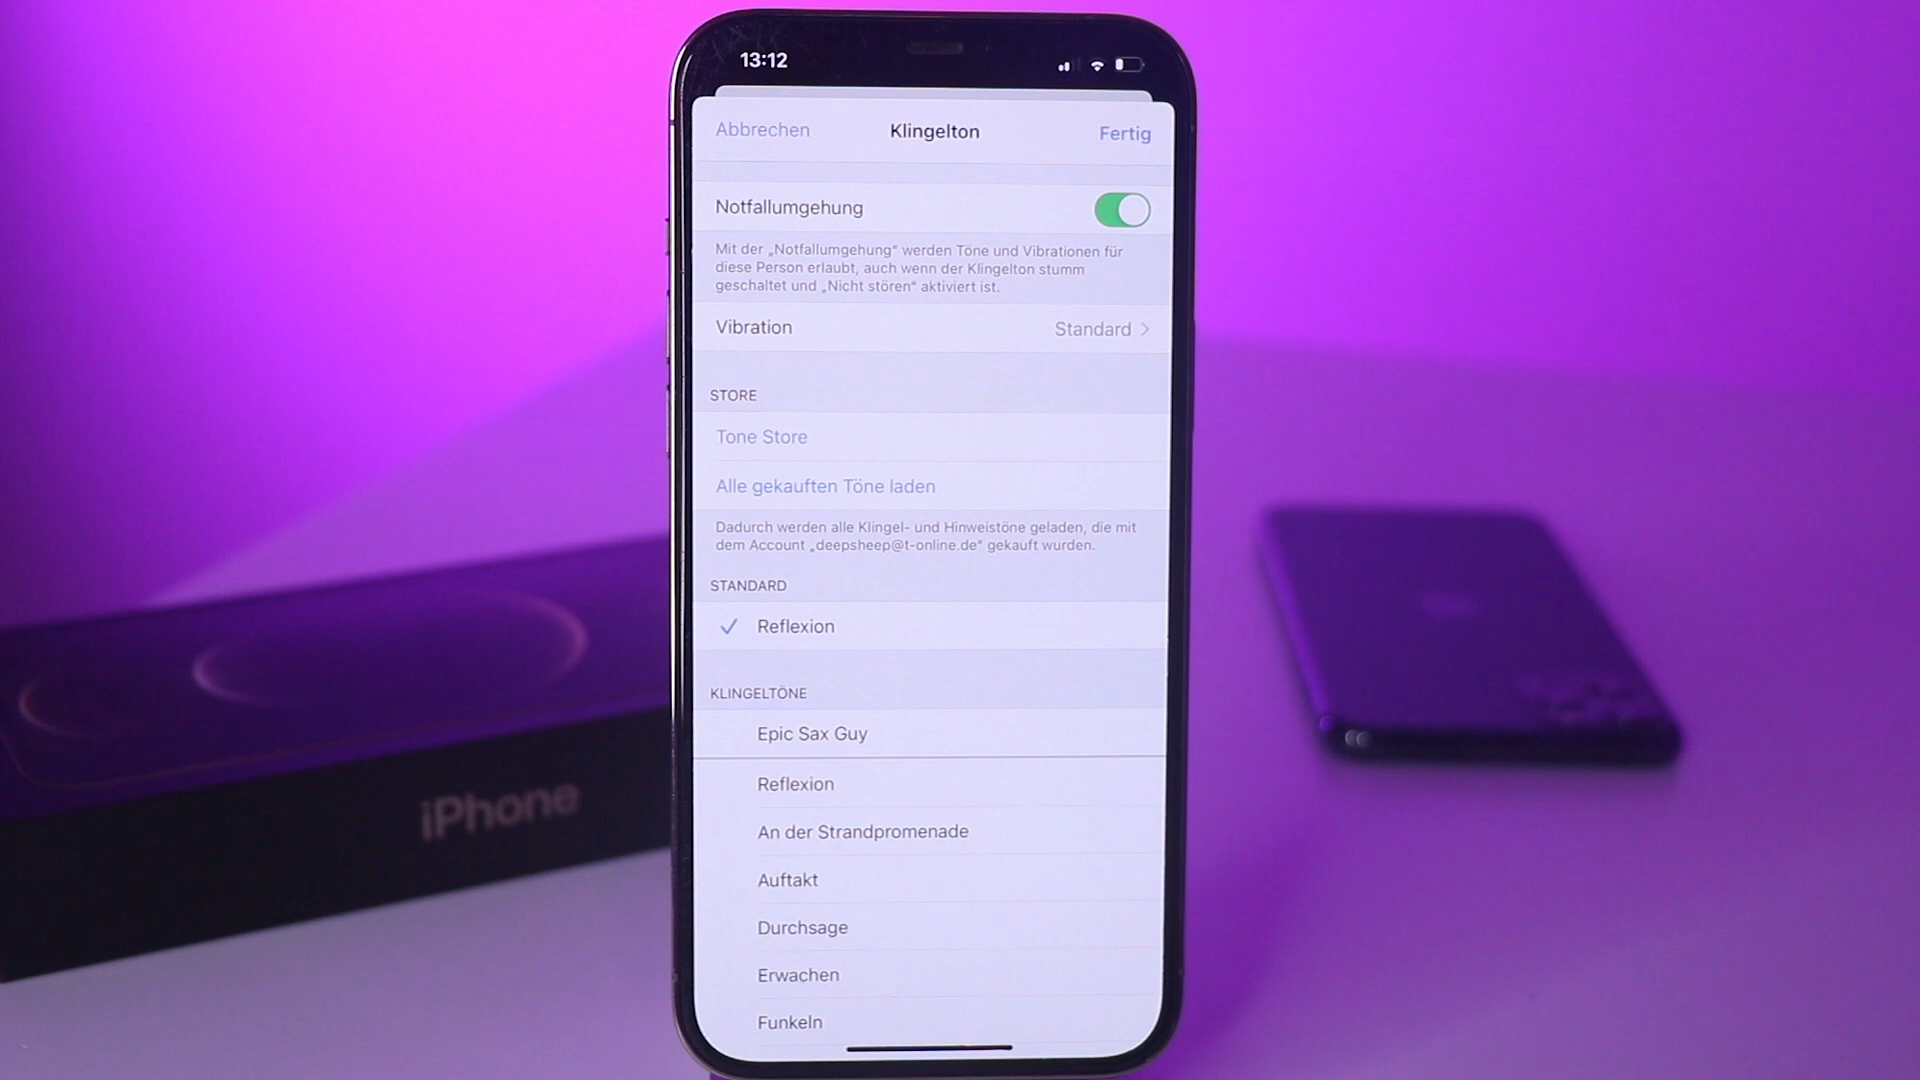 13:12
Abbrechen
Klingelton
Fertig
Notfallumgehung
Mit der „Notfallumgehung“ werden Töne und Vibrationen für
diese Person erlaubt, auch wenn der Klingelton stumm
geschaltet und „Nicht stören“ aktiviert ist.
Vibration
Standard
STORE
Tone Store
Alle gekauften Töne laden
Dadurch werden alle Klingel- und Hinweistöne geladen, die mit
dem Account „deepsheep@t-online.de“ gekauft wurden.
STANDARD
Reflexion
KLINGELTÖNE
Epic Sax Guy
Reflexion
An der Strandpromenade
Auftakt
Durchsage
Erwachen
Funkeln
iPhone